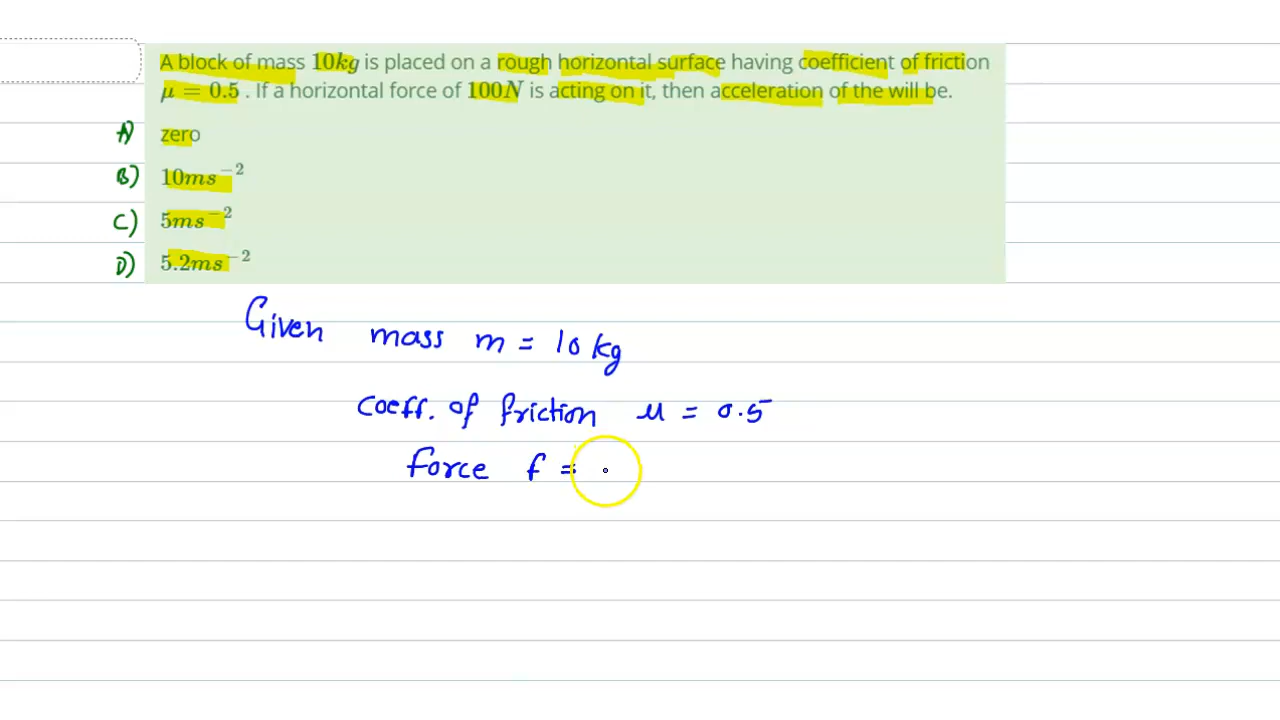 A block of mass 10kg is placed on a rough horizontal surface having coefficient of friction
μ = 0.5 . If a horizontal force of 100N is acting on it, then acceleration of the will be.
A) zero
B) 10ms⁻²
C) 5ms⁻²
D) 5.2ms⁻²
Given mass m = 10 kg
Coeff. of friction μ = 0.5
Force f =